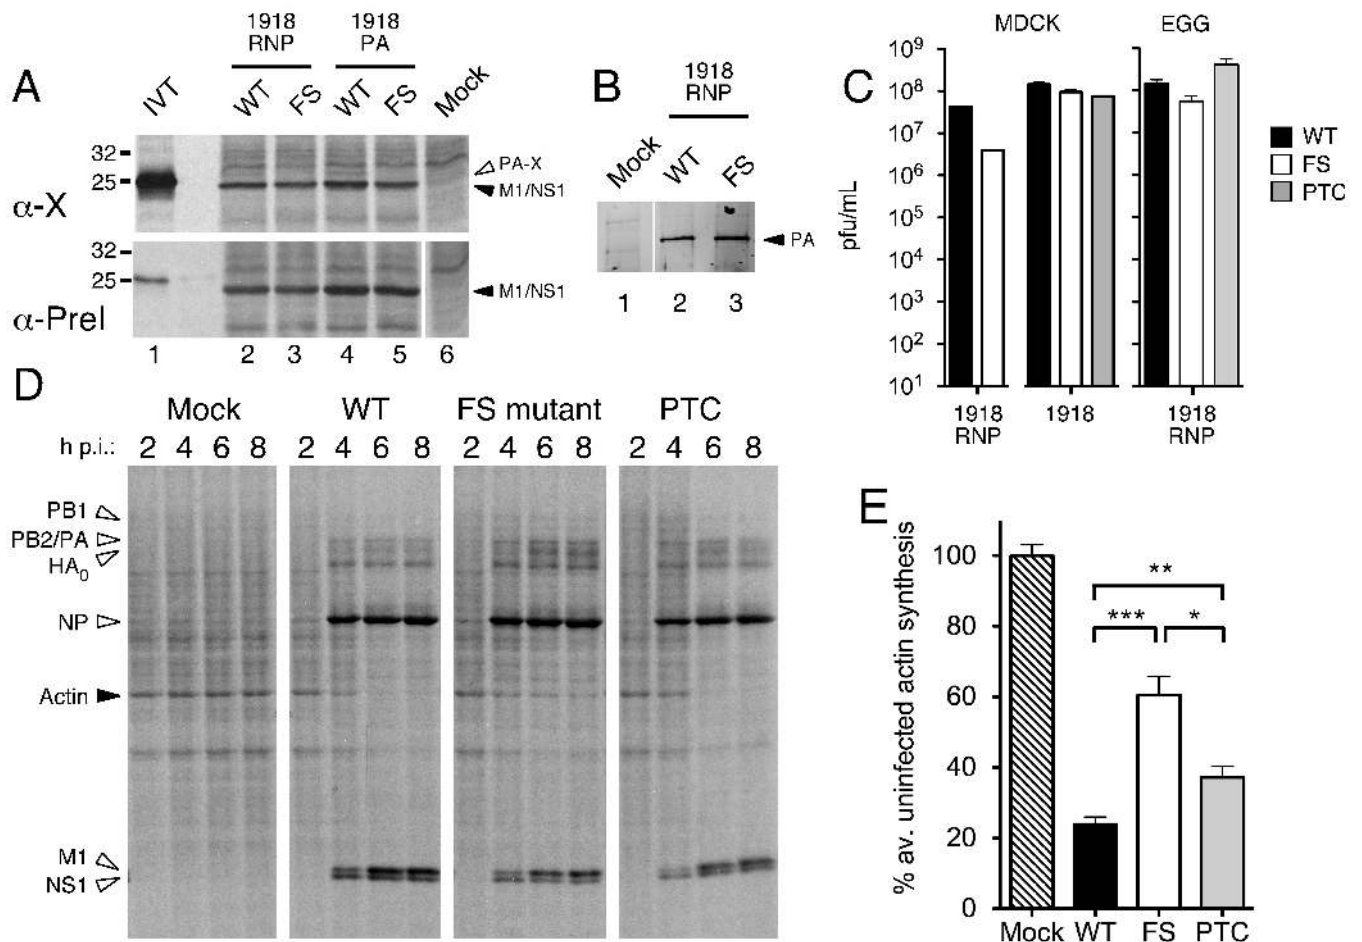 A
1918
RNP
1918
PA
IVT
WT
FS
WT
FS
Mock
32
25
α-X
PA-X
M1/NS1
32
25
α-PreI
M1/NS1
1 2 3 4 5 6
B
1918
RNP
Mock
WT
FS
PA
1 2 3
C
MDCK
EGG
pfu/mL
10⁹
10⁸
10⁷
10⁶
10⁵
10⁴
10³
10²
10¹
1918
RNP
1918
1918
RNP
WT
FS
PTC
D
Mock WT FS mutant PTC
h p.i.: 2 4 6 8 2 4 6 8 2 4 6 8 2 4 6 8
PB1
PB2/PA
HA₀
NP
Actin
M1
NS1
E
% av. uninfected actin synthesis
100
80
60
40
20
0
**
*** *
Mock WT FS PTC